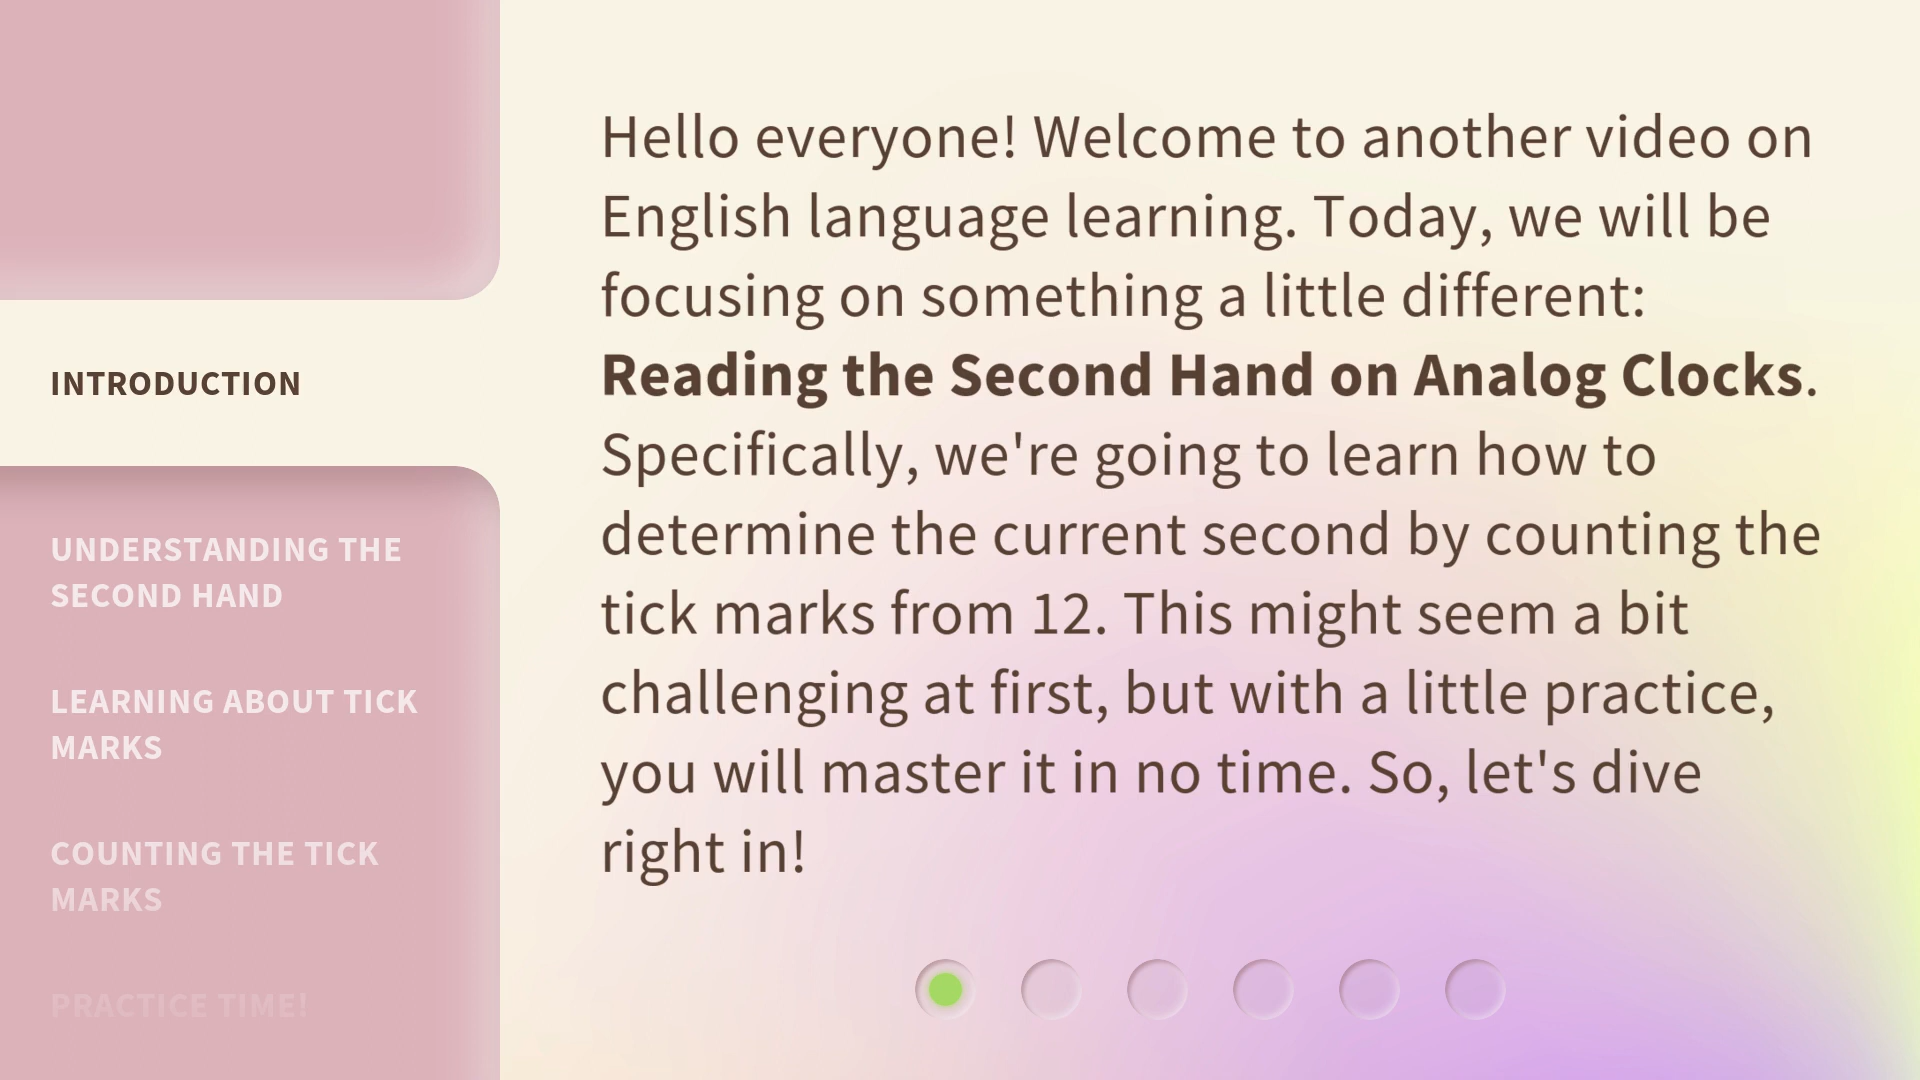 INTRODUCTION
UNDERSTANDING THE
SECOND HAND
LEARNING ABOUT TICK
MARKS
COUNTING THE TICK
MARKS
PRACTICE TIME!
Hello everyone! Welcome to another video on
English language learning. Today, we will be
focusing on something a little different:
Reading the Second Hand on Analog Clocks.
Specifically, we're going to learn how to
determine the current second by counting the
tick marks from 12. This might seem a bit
challenging at first, but with a little practice,
you will master it in no time. So, let's dive
right in!